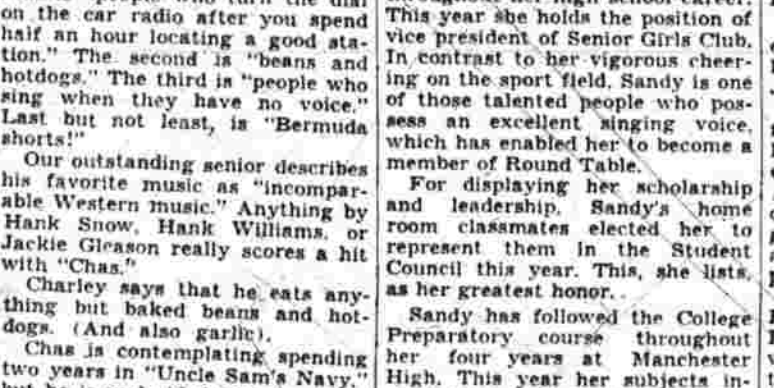 on the car radio after you spend
half an hour locating a good sta-
tion." The second is "beans and
hotdogs." The third is "people who
sing when they have no voice."
Last but not least, is "Bermuda
shorts!"
Our outstanding senior describes
his favorite music as "incompar-
able Western music." Anything by
Hank Snow, Hank Williams, or
Jackie Gleason really scores a hit
with "Chas."
Charley says that he eats any-
thing but baked beans and hot-
dogs. (And also garlic).
Chas is contemplating spending
two years in "Uncle Sam's Navy."
This year she holds the position of
vice president of Senior Girls Club.
In contrast to her vigorous cheer-
ing on the sport field, Sandy is one
of those talented people who pos-
sess an excellent singing voice,
which has enabled her to become a
member of Round Table.
For displaying her scholarship
and leadership, Sandy's home
room classmates elected her to
represent them in the Student
Council this year. This, she lists,
as her greatest honor.
Sandy has followed the College
Preparatory course throughout
her four years at Manchester
High. This year her subjects in-